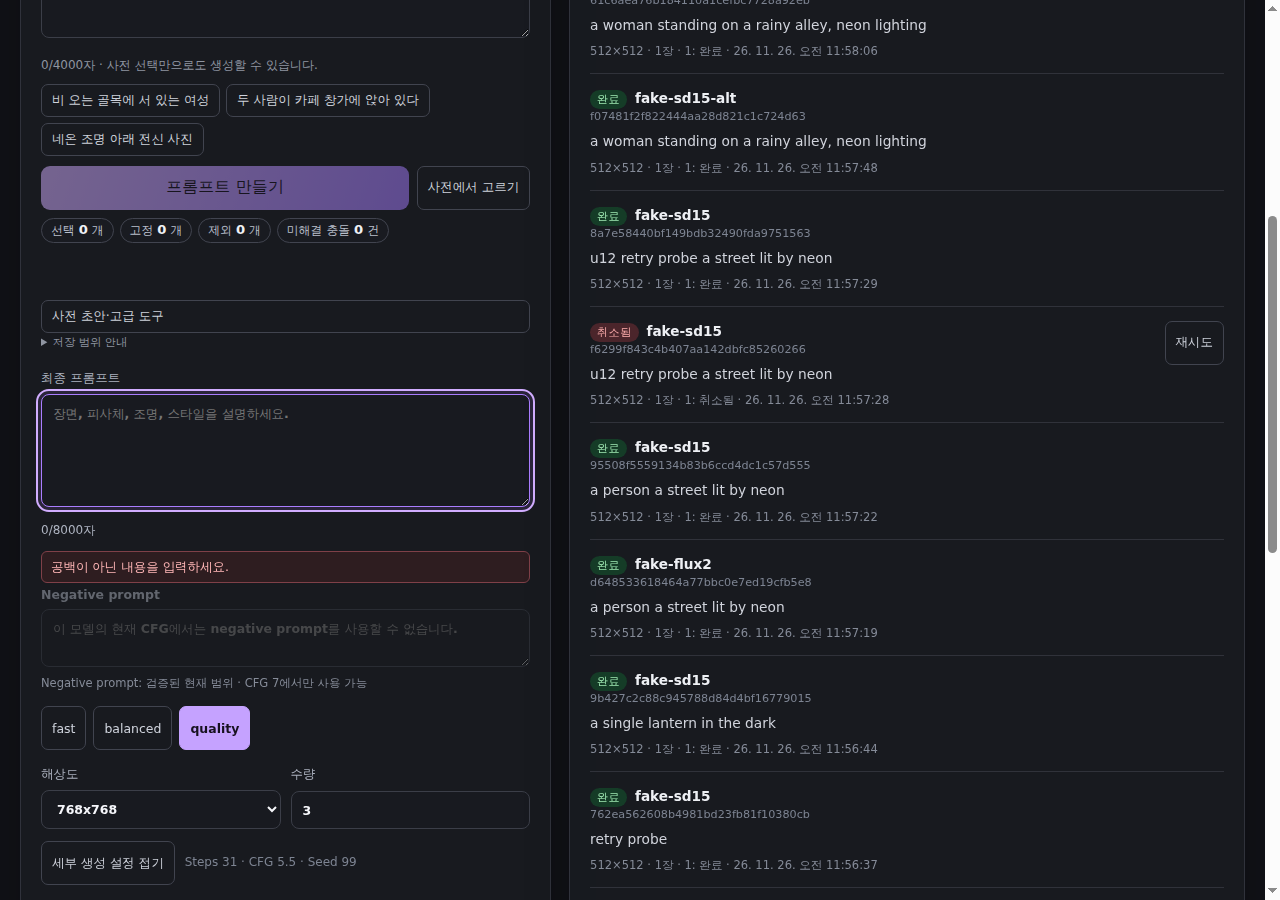 0/4000자 · 사전 선택만으로도 생성할 수 있습니다.
비 오는 골목에 서 있는 여성
두 사람이 카페 창가에 앉아 있다
네온 조명 아래 전신 사진
프롬프트 만들기
사전에서 고르기
선택 0 개
고정 0 개
제외 0 개
미해결 충돌 0 건
사전 초안·고급 도구
▶ 저장 범위 안내
최종 프롬프트
장면, 피사체, 조명, 스타일을 설명하세요.
0/8000자
공백이 아닌 내용을 입력하세요.
Negative prompt
이 모델의 현재 CFG에서는 negative prompt를 사용할 수 없습니다.
Negative prompt: 검증된 현재 범위 · CFG 7에서만 사용 가능
fast
balanced
quality
해상도
수량
768x768
3
세부 생성 설정 접기
Steps 31 · CFG 5.5 · Seed 99
a woman standing on a rainy alley, neon lighting
512×512 · 1장 · 1: 완료 · 26. 11. 26. 오전 11:58:06
완료 fake-sd15-alt
f07481f2f822444aa28d821c1c724d63
a woman standing on a rainy alley, neon lighting
512×512 · 1장 · 1: 완료 · 26. 11. 26. 오전 11:57:48
완료 fake-sd15
8a7e58440bf149bdb32490fda9751563
u12 retry probe a street lit by neon
512×512 · 1장 · 1: 완료 · 26. 11. 26. 오전 11:57:29
취소됨 fake-sd15
f6299f843c4b407aa142dbfc85260266
재시도
u12 retry probe a street lit by neon
512×512 · 1장 · 1: 취소됨 · 26. 11. 26. 오전 11:57:28
완료 fake-sd15
95508f5559134b83b6ccd4dc1c57d555
a person a street lit by neon
512×512 · 1장 · 1: 완료 · 26. 11. 26. 오전 11:57:22
완료 fake-flux2
d648533618464a77bbc0e7ed19cfb5e8
a person a street lit by neon
512×512 · 1장 · 1: 완료 · 26. 11. 26. 오전 11:57:19
완료 fake-sd15
9b427c2c88c945788d84d4bf16779015
a single lantern in the dark
512×512 · 1장 · 1: 완료 · 26. 11. 26. 오전 11:56:44
완료 fake-sd15
762ea562608b4981bd23fb81f10380cb
retry probe
512×512 · 1장 · 1: 완료 · 26. 11. 26. 오전 11:56:37